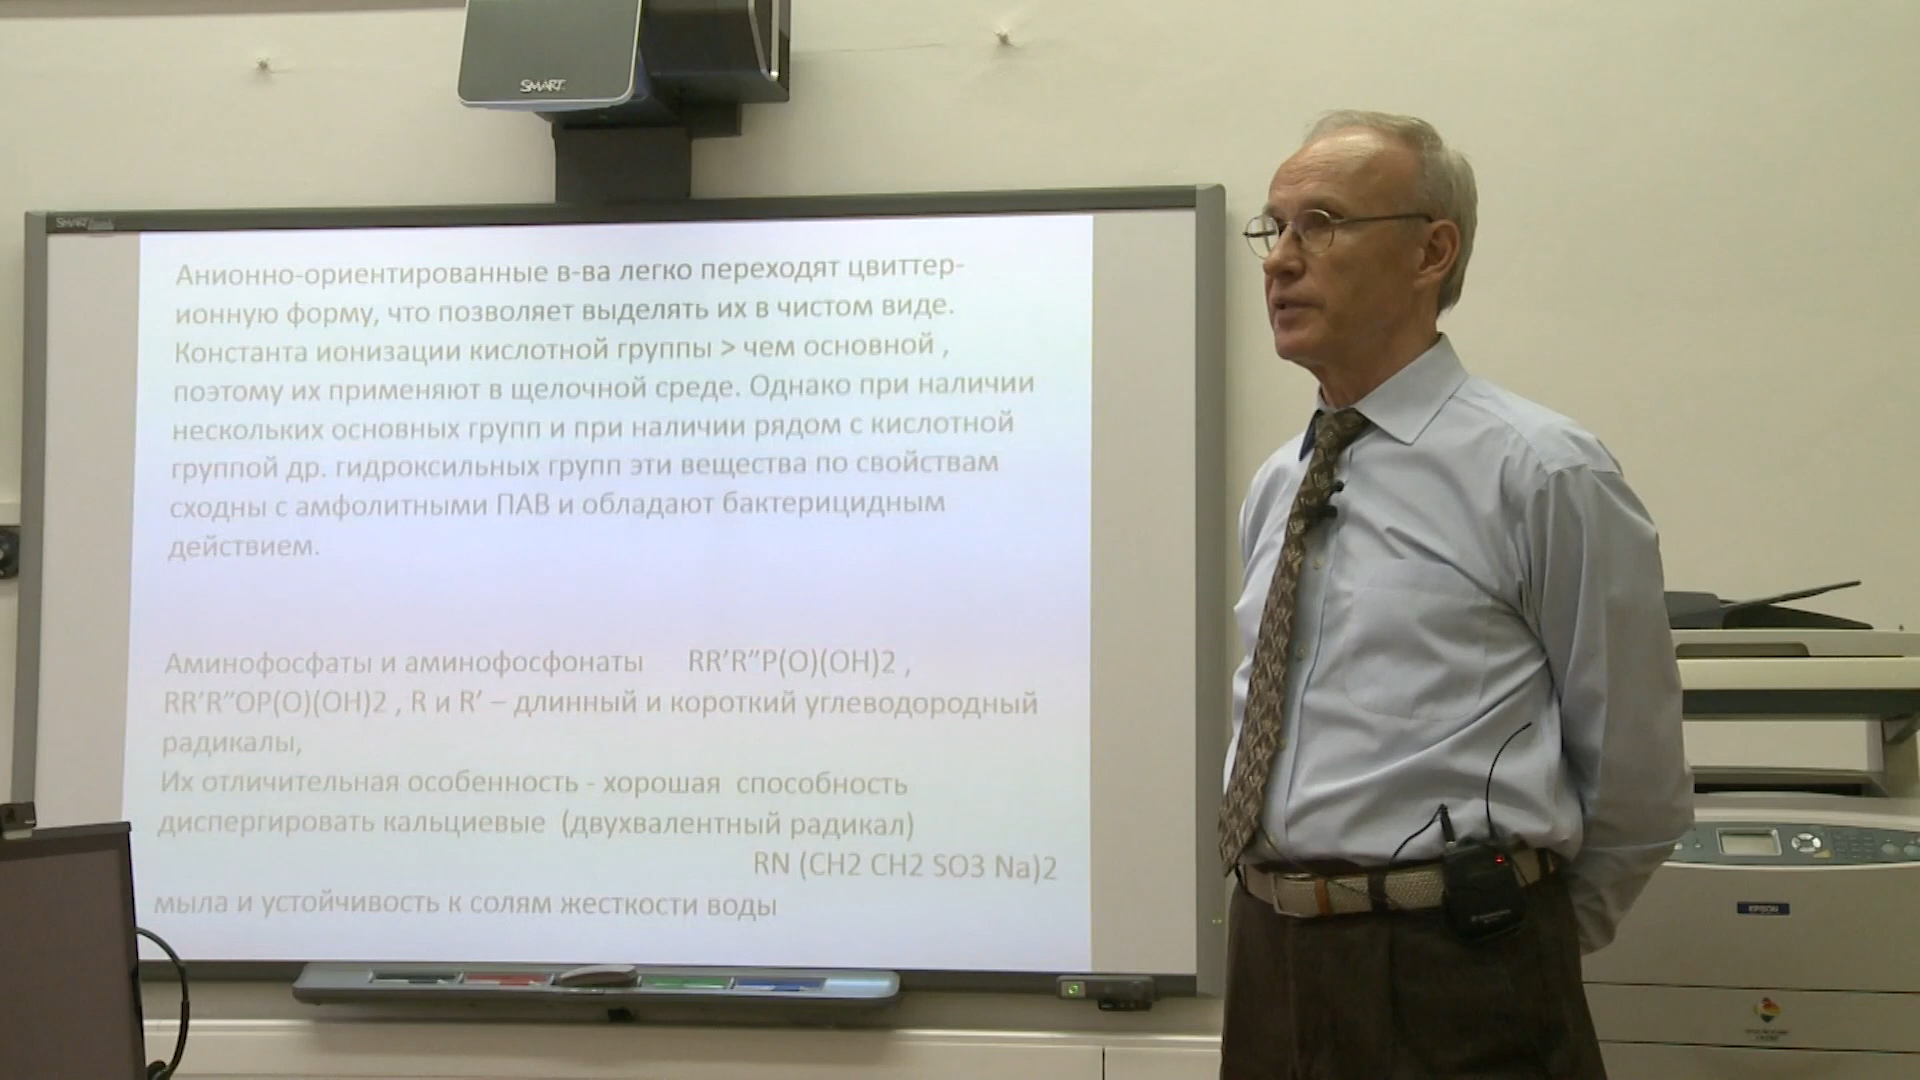 SMART
SMART
Анионно-ориентированные в-ва легко переходят цвиттер-
ионную форму, что позволяет выделять их в чистом виде.
Константа ионизации кислотной группы > чем основной ,
поэтому их применяют в щелочной среде. Однако при наличии
нескольких основных групп и при наличии рядом с кислотной
группой др. гидроксильных групп эти вещества по свойствам
сходны с амфолитными ПАВ и обладают бактерицидным
действием.
Аминофосфаты и аминофосфонаты RR’R”P(O)(OH)2 ,
RR’R”OP(O)(OH)2 , R и R’ – длинный и короткий углеводородный
радикалы,
Их отличительная особенность - хорошая способность
диспергировать кальциевые (двухвалентный радикал)
RN (CH2 CH2 SO3 Na)2
мыла и устойчивость к солям жесткости воды
EPSON